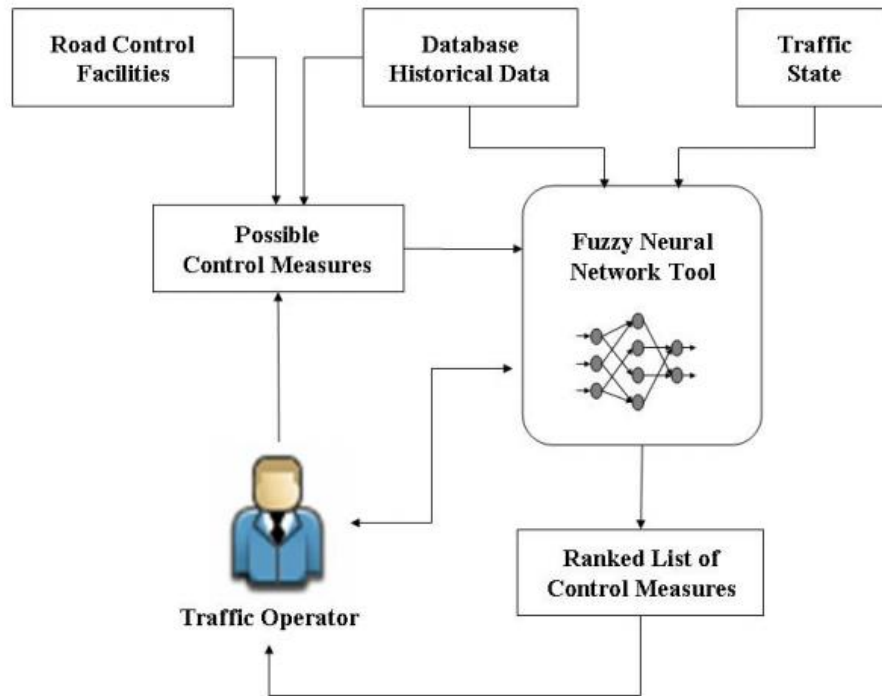 Road Control
Facilities
Database
Historical Data
Traffic
State
Possible
Control Measures
Fuzzy Neural
Network Tool
Ranked List of
Control Measures
Traffic Operator